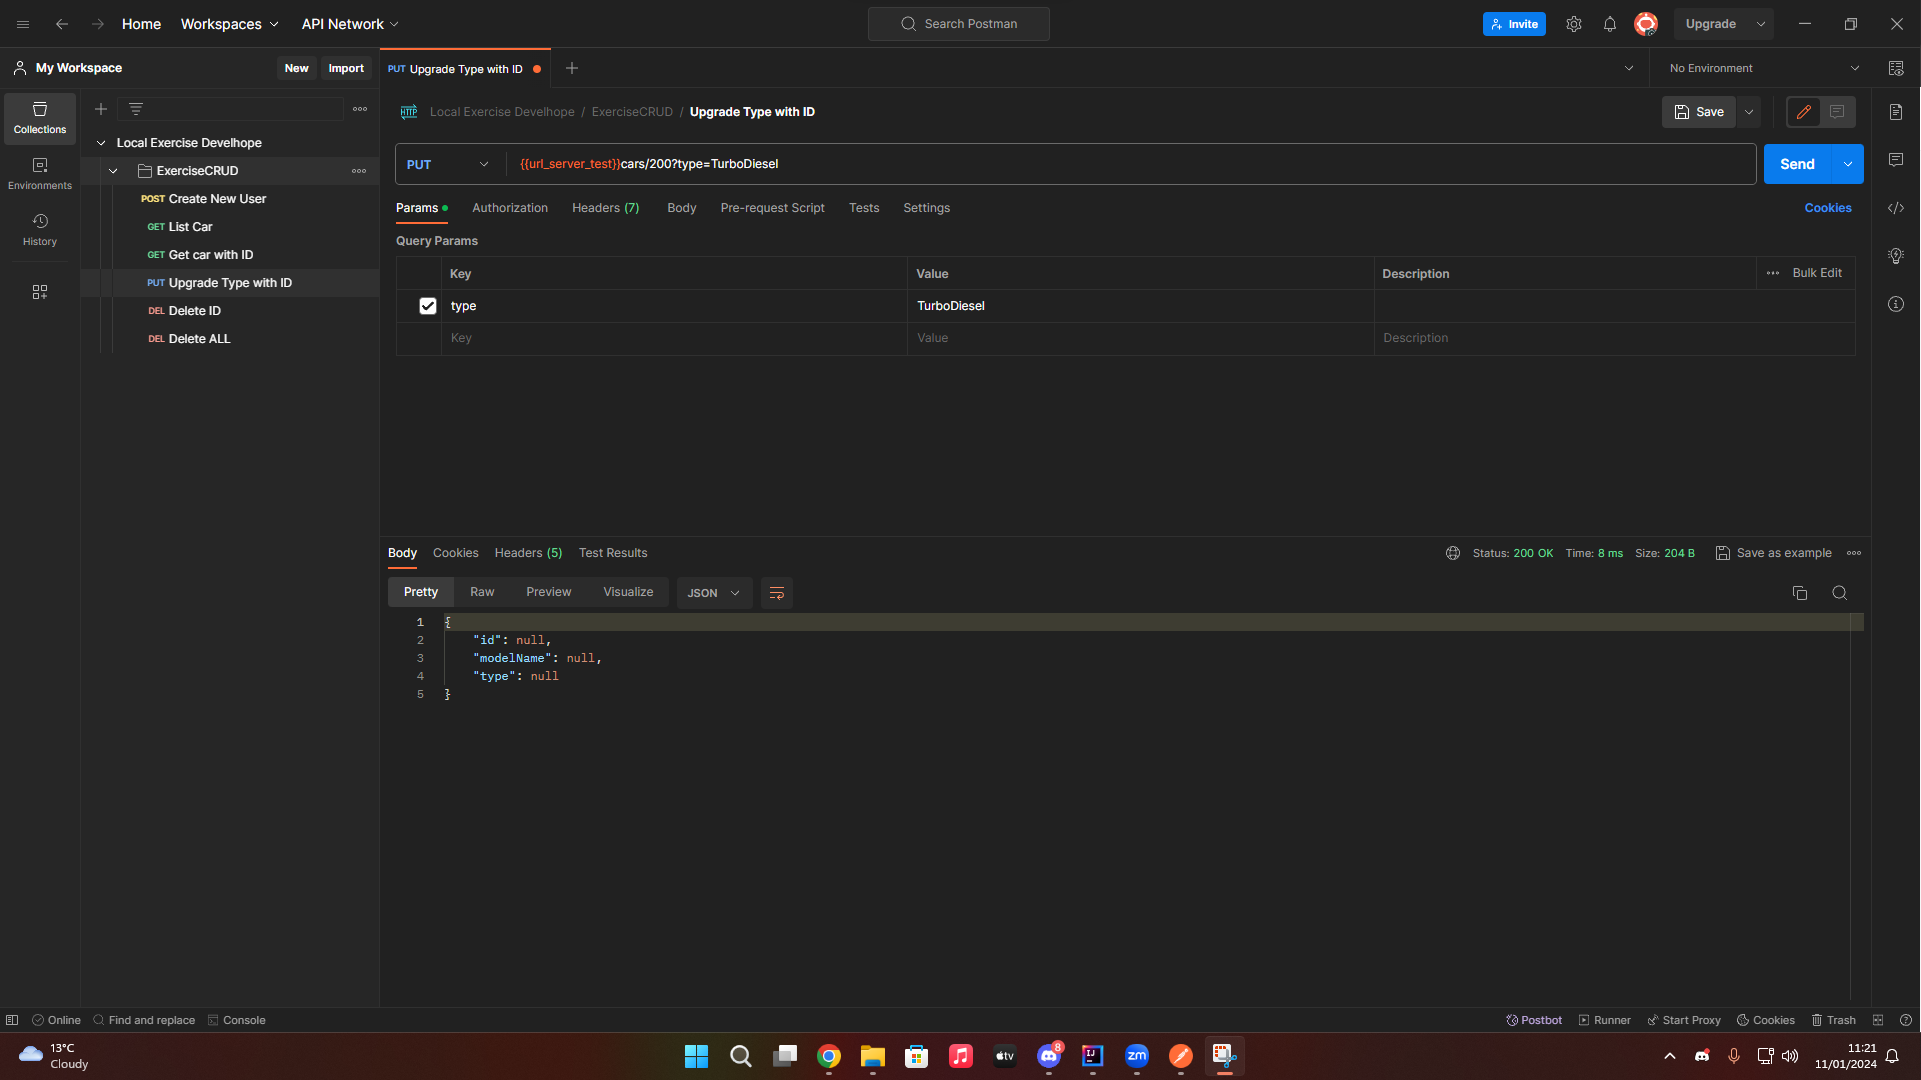 Home Workspaces API Network Search Postman Invite Upgrade
My Workspace New Import PUT Upgrade Type with ID No Environment
Collections
Environments
History
Local Exercise Develhope
ExerciseCRUD
POST Create New User
GET List Car
GET Get car with ID
PUT Upgrade Type with ID
DEL Delete ID
DEL Delete ALL
HTTP Local Exercise Develhope / ExerciseCRUD / Upgrade Type with ID Save
PUT {{url_server_test}}cars/200?type=TurboDiesel Send
Params Authorization Headers (7) Body Pre-request Script Tests Settings Cookies
Query Params
Key Value Description Bulk Edit
type TurboDiesel
Key Value Description
Body Cookies Headers (5) Test Results Status: 200 OK Time: 8 ms Size: 204 B Save as example
Pretty Raw Preview Visualize JSON
1 {
2 "id": null,
3 "modelName": null,
4 "type": null
5 }
Online Find and replace Console Postbot Runner Start Proxy Cookies Trash
13°C
Cloudy
tv 8 IJ zm
11:21
11/01/2024